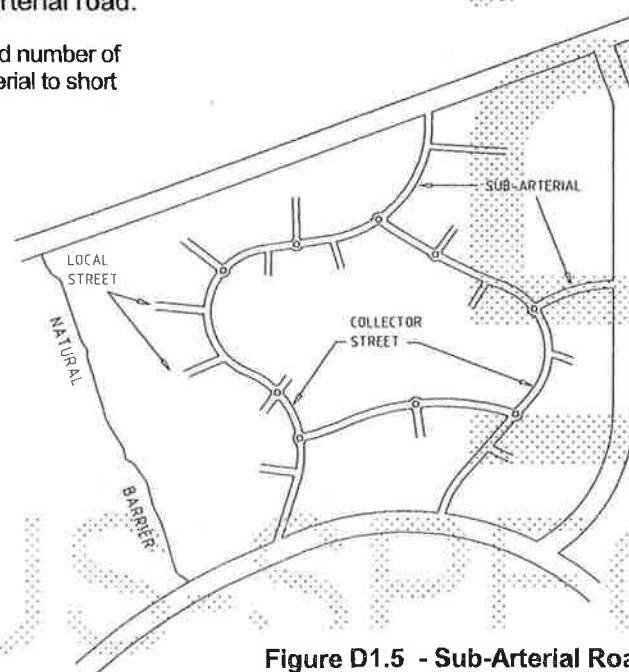 arterial road.
d number of
erial to short
SUB-ARTERIAL
LOCAL
STREET
NATURAL
COLLECTOR
STREET
BARRIER
Figure D1.5 - Sub-Arterial Roa